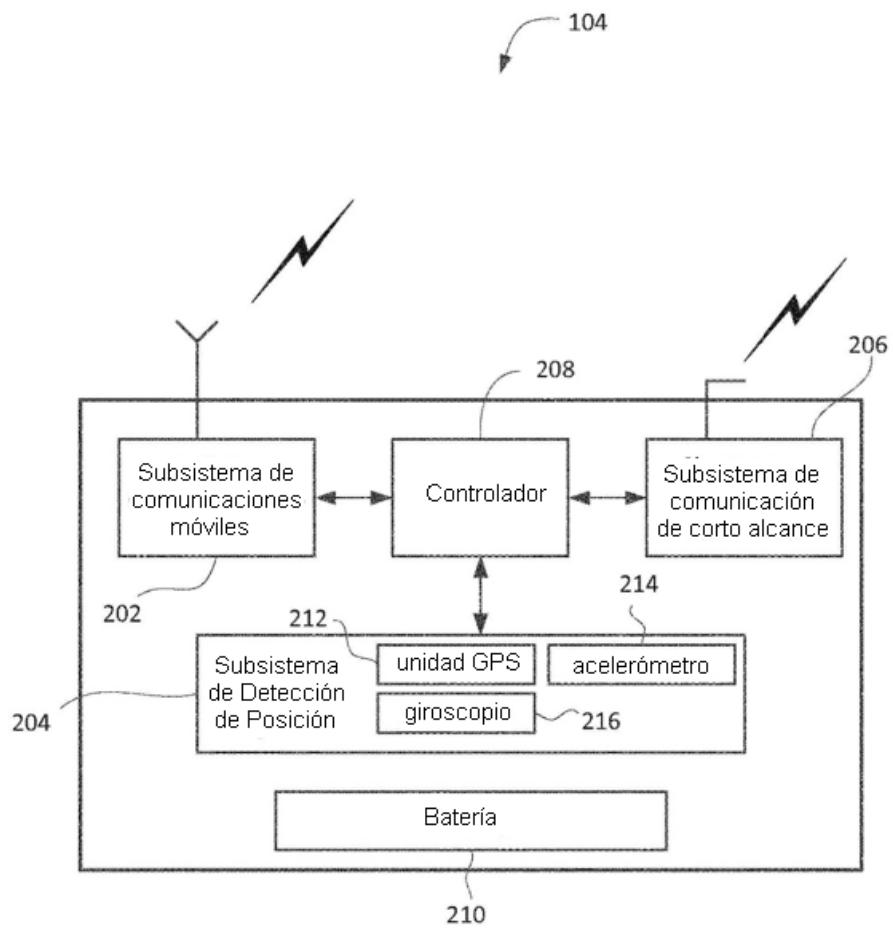 104
206
208
Subsistema de
comunicaciones
móviles
Controlador
Subsistema de
comunicación
de corto alcance
202
212
214
Subsistema
de Detección
de Posición
unidad GPS
acelerómetro
giroscopio
204
216
Batería
210